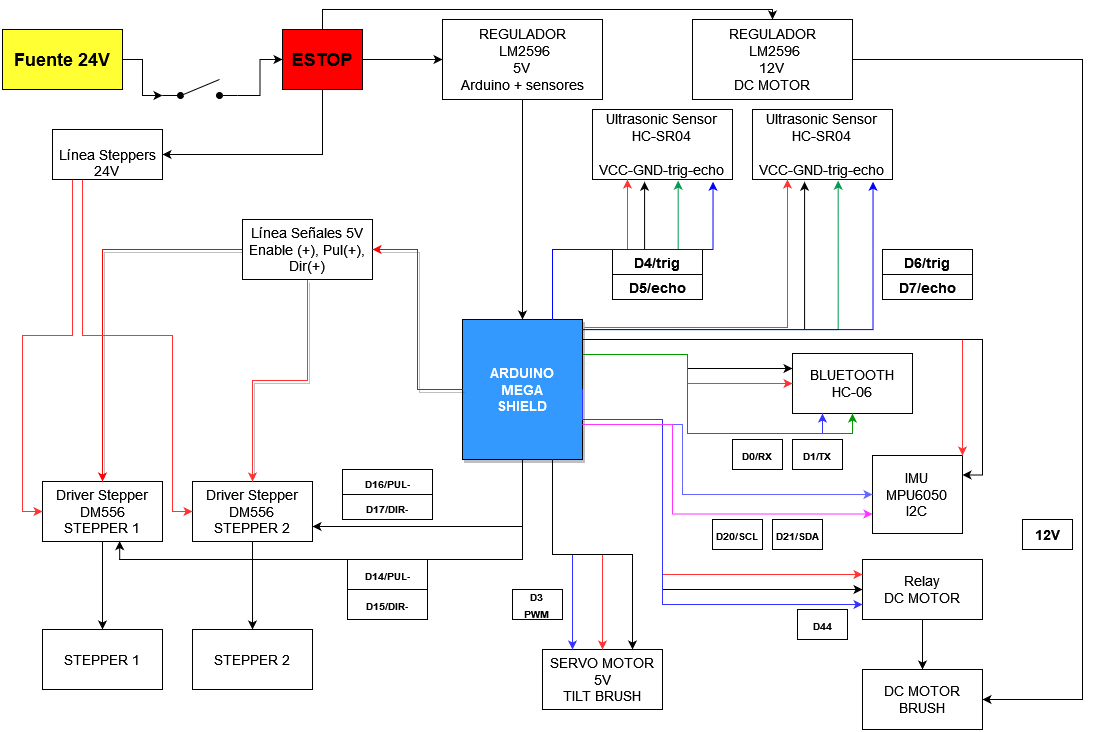 Fuente 24V
ESTOP
REGULADOR
LM2596
5V
Arduino + sensores
REGULADOR
LM2596
12V
DC MOTOR
Línea Steppers
24V
Ultrasonic Sensor
HC-SR04
VCC-GND-trig-echo
Ultrasonic Sensor
HC-SR04
VCC-GND-trig-echo
Línea Señales 5V
Enable (+), Pul(+),
Dir(+)
D4/trig
D5/echo
D6/trig
D7/echo
ARDUINO
MEGA
SHIELD
BLUETOOTH
HC-06
D0/RX
D1/TX
IMU
MPU6050
I2C
D20/SCL
D21/SDA
12V
Driver Stepper
DM556
STEPPER 1
Driver Stepper
DM556
STEPPER 2
D16/PUL-
D17/DIR-
D14/PUL-
D15/DIR-
D3
PWM
Relay
DC MOTOR
D44
STEPPER 1
STEPPER 2
SERVO MOTOR
5V
TILT BRUSH
DC MOTOR
BRUSH